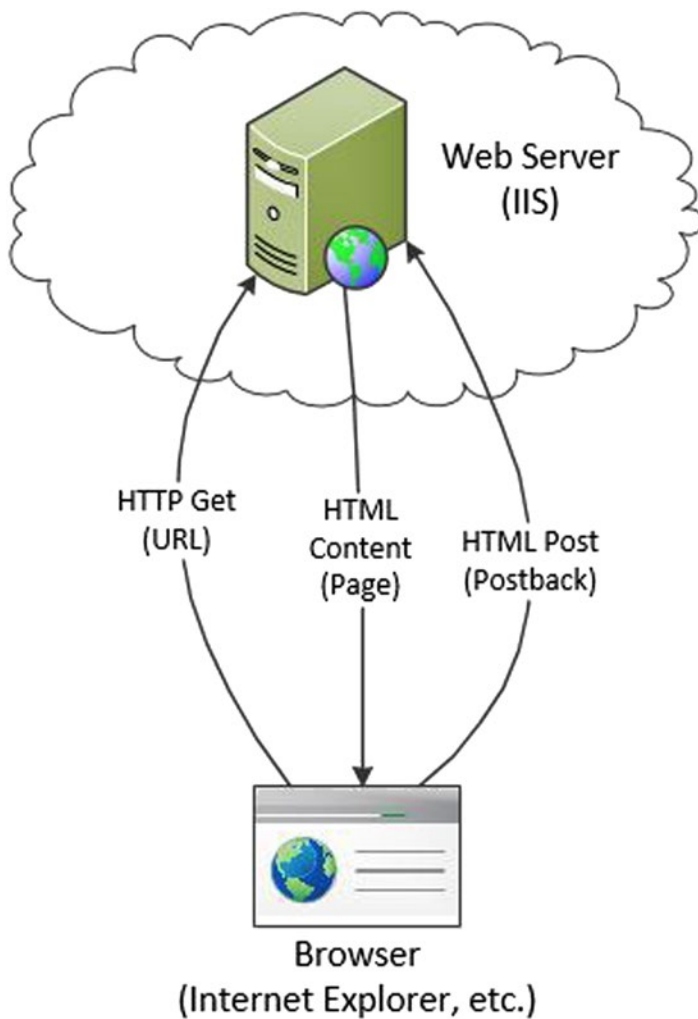 Web Server
(IIS)
HTTP Get
(URL)
HTML
Content
(Page)
HTML Post
(Postback)
Browser
(Internet Explorer, etc.)